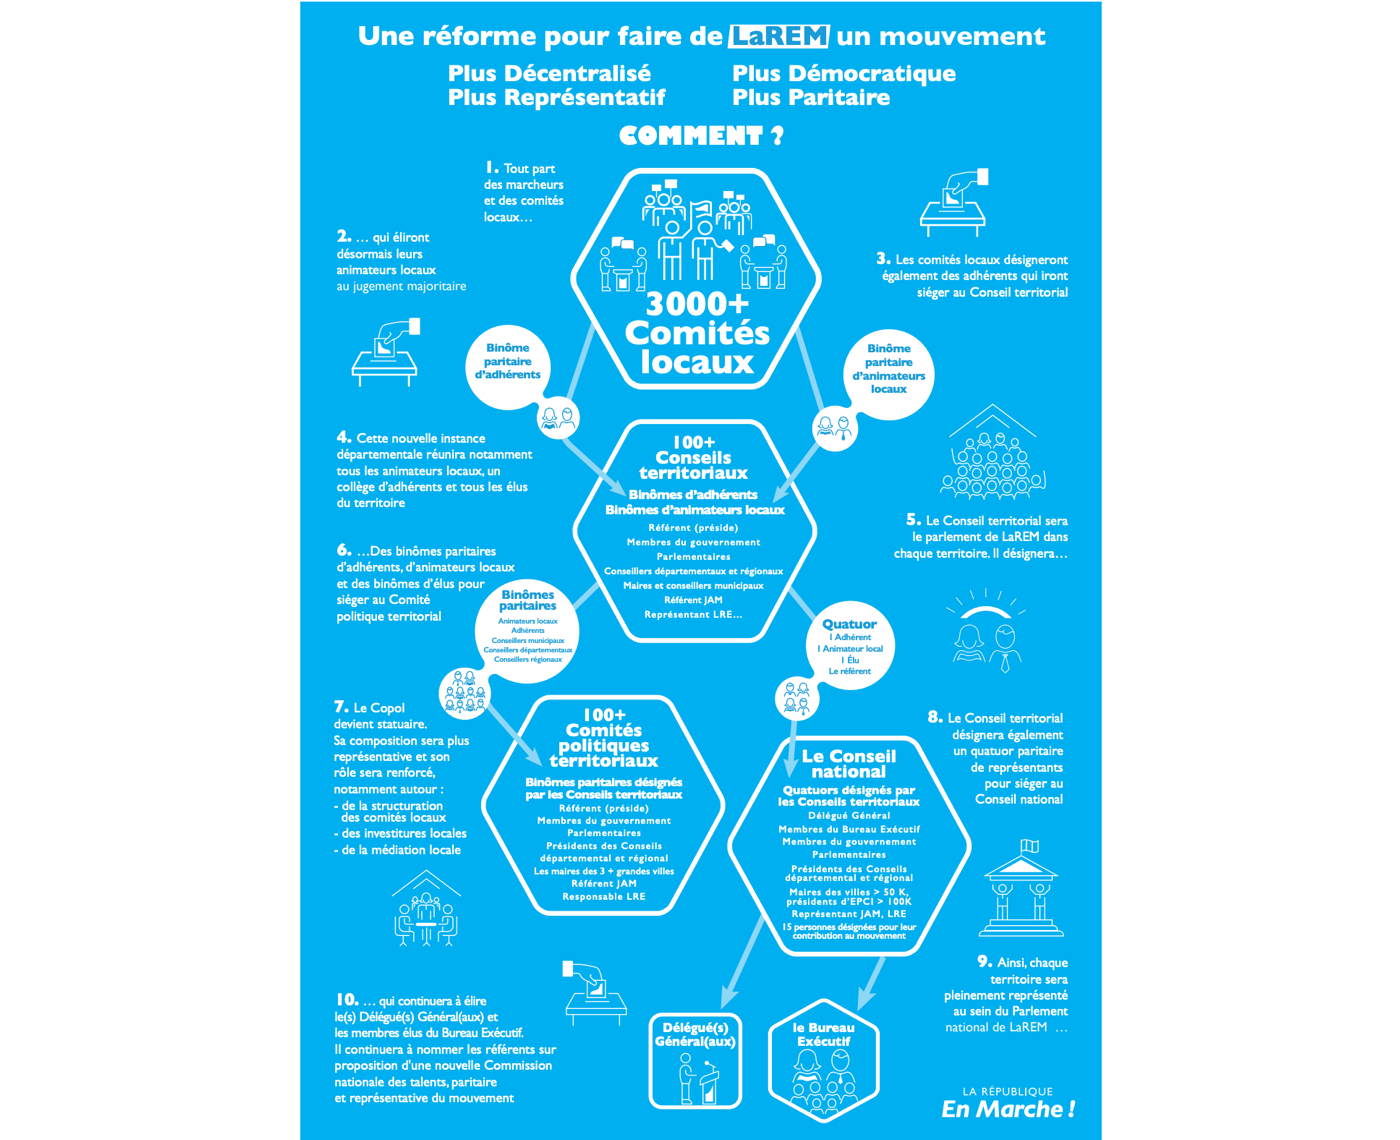 Une réforme pour faire de LaREM un mouvement
Plus Décentralisé
Plus Représentatif
Plus Démocratique
Plus Paritaire
COMMENT ?
1. Tout part
des marcheurs
et des comités
locaux...
2. ... qui éliront
désormais leurs
animateurs locaux
au jugement majoritaire
3. Les comités locaux désigneront
également des adhérents qui iront
siéger au Conseil territorial
3000+
Comités
locaux
Binôme
paritaire
d'adhérents
Binôme
paritaire
d'animateurs
locaux
4. Cette nouvelle instance
départementale réunira notamment
tous les animateurs locaux, un
collège d'adhérents et tous les élus
du territoire
100+
Conseils
territoriaux
Binômes d'adhérents
Binômes d'animateurs locaux
Référent (préside)
Membres du gouvernement
Parlementaires
Conseillers départementaux et régionaux
Maires et conseillers municipaux
Référent JAM
Représentant LRE...
5. Le Conseil territorial sera
le parlement de LaREM dans
chaque territoire. Il désignera...
6. ...Des binômes paritaires
d'adhérents, d'animateurs locaux
et des binômes d'élus pour
siéger au Comité
politique territorial
Binômes
paritaires
Animateurs locaux
Adhérents
Conseillers municipaux
Conseillers départementaux
Conseillers régionaux
Quatuor
1 Adhérent
1 Animateur local
1 Élu
Le référent
7. Le Copol
devient statuaire.
Sa composition sera plus
représentative et son
rôle sera renforcé,
notamment autour :
- de la structuration
des comités locaux
- des investitures locales
- de la médiation locale
100+
Comités
politiques
territoriaux
Binômes paritaires désignés
par les Conseils territoriaux
Référent (préside)
Membres du gouvernement
Parlementaires
Présidents des Conseils
départemental et régional
Les maires des 3 + grandes villes
Référent JAM
Responsable LRE
8. Le Conseil territorial
désignera également
un quatuor paritaire
de représentants
pour siéger au
Conseil national
Le Conseil
national
Quatuors désignés par
les Conseils territoriaux
Délégué Général
Membres du Bureau Exécutif
Membres du gouvernement
Parlementaires
Présidents des Conseils
départemental et régional
Maires des villes > 50 K,
présidents d'EPCI > 100K
Représentant JAM, LRE
15 personnes désignées pour leur
contribution au mouvement
9. Ainsi, chaque
territoire sera
pleinement représenté
au sein du Parlement
national de LaREM ...
10. ... qui continuera à élire
le(s) Délégué(s) Général(aux) et
les membres élus du Bureau Exécutif.
Il continuera à nommer les référents sur
proposition d'une nouvelle Commission
nationale des talents, paritaire
et représentative du mouvement
Délégué(s)
Général(aux)
le Bureau
Exécutif
LA RÉPUBLIQUE
En Marche !